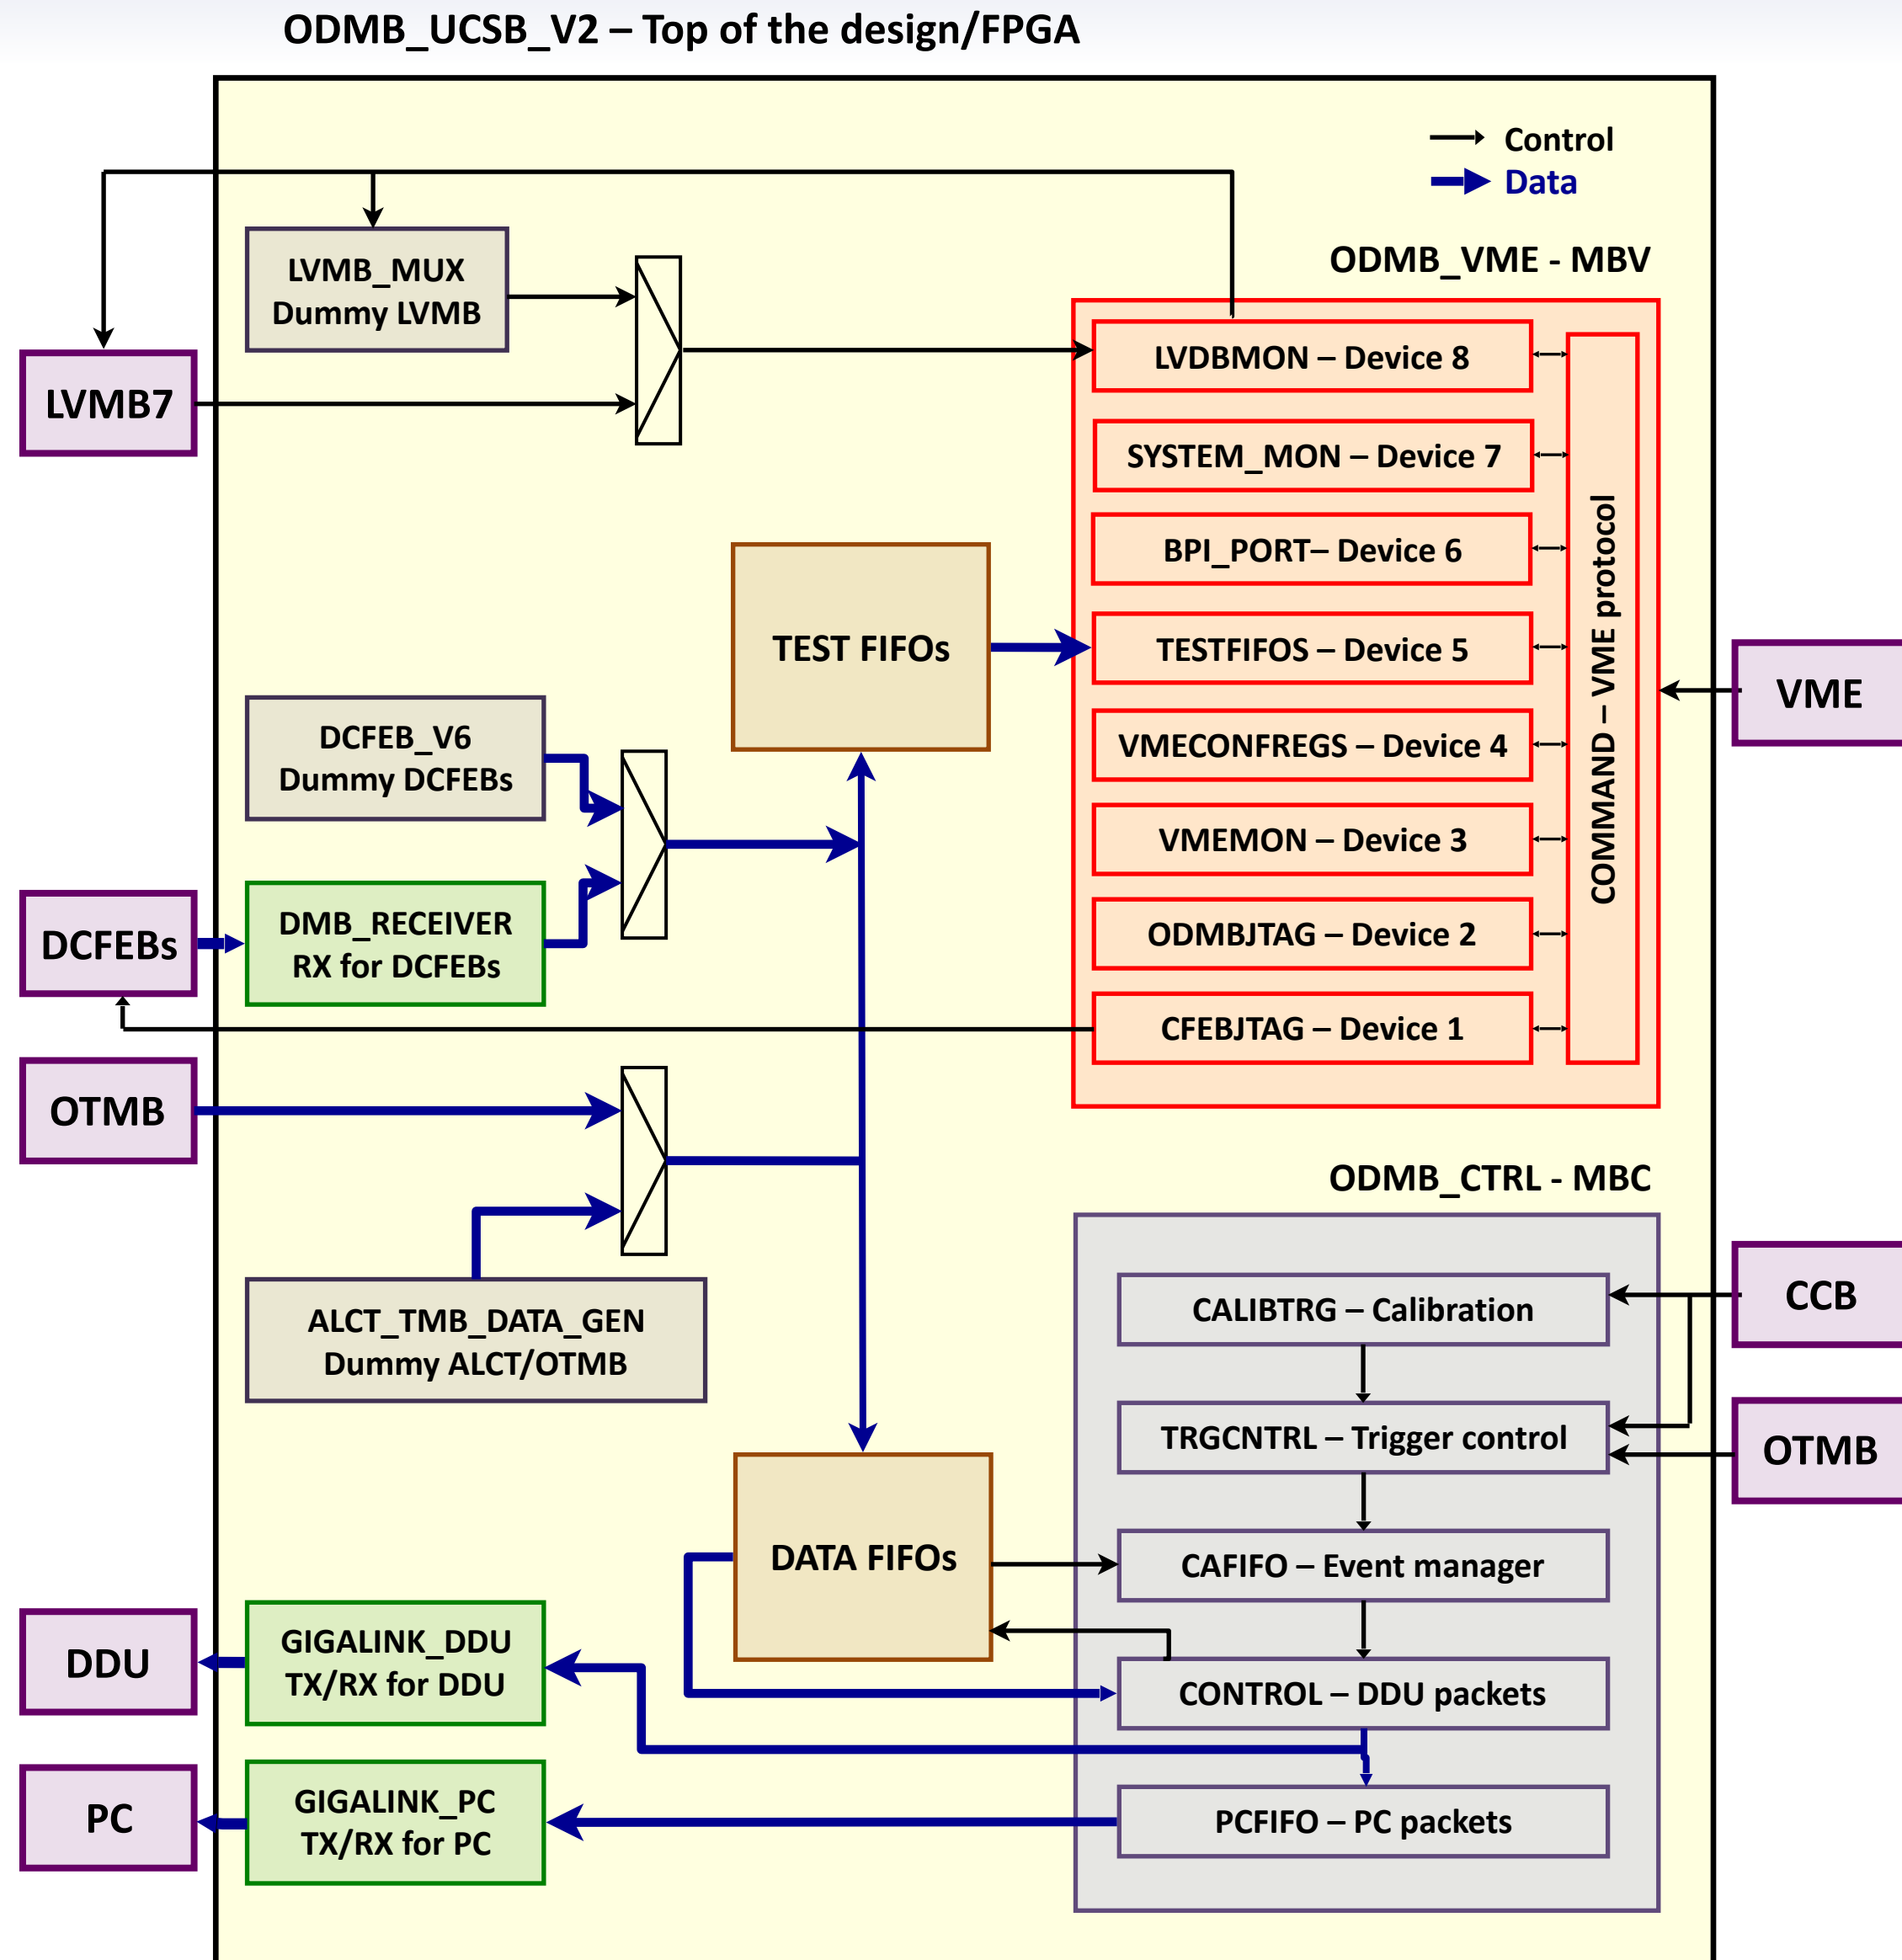 ODMB_UCSB_V2 – Top of the design/FPGA
Control
Data
ODMB_VME - MBV
LVMB_MUX
Dummy LVMB
LVMB7
LVDBMON – Device 8
SYSTEM_MON – Device 7
BPI_PORT– Device 6
TESTFIFOS – Device 5
VMECONFREGS – Device 4
VMEMON – Device 3
ODMBJTAG – Device 2
CFEBJTAG – Device 1
COMMAND – VME protocol
VME
TEST FIFOs
DCFEB_V6
Dummy DCFEBs
DCFEBs
DMB_RECEIVER
RX for DCFEBs
OTMB
ALCT_TMB_DATA_GEN
Dummy ALCT/OTMB
ODMB_CTRL - MBC
CALIBTRG – Calibration
TRGCNTRL – Trigger control
CAFIFO – Event manager
CONTROL – DDU packets
PCFIFO – PC packets
CCB
OTMB
DATA FIFOs
DDU
GIGALINK_DDU
TX/RX for DDU
PC
GIGALINK_PC
TX/RX for PC